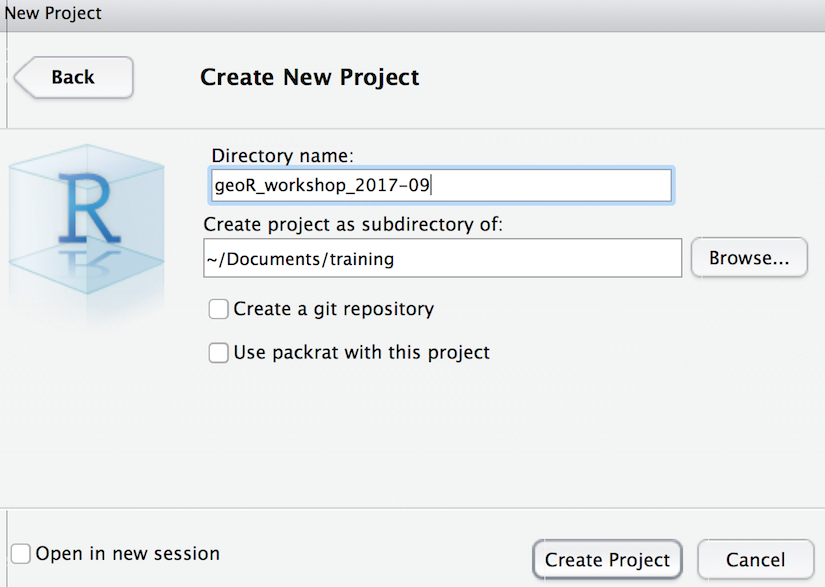 New Project
Back
Create New Project
Directory name:
geoR_workshop_2017-09
Create project as subdirectory of:
~/Documents/training
Browse...
Create a git repository
Use packrat with this project
R
Open in new session
Create Project
Cancel